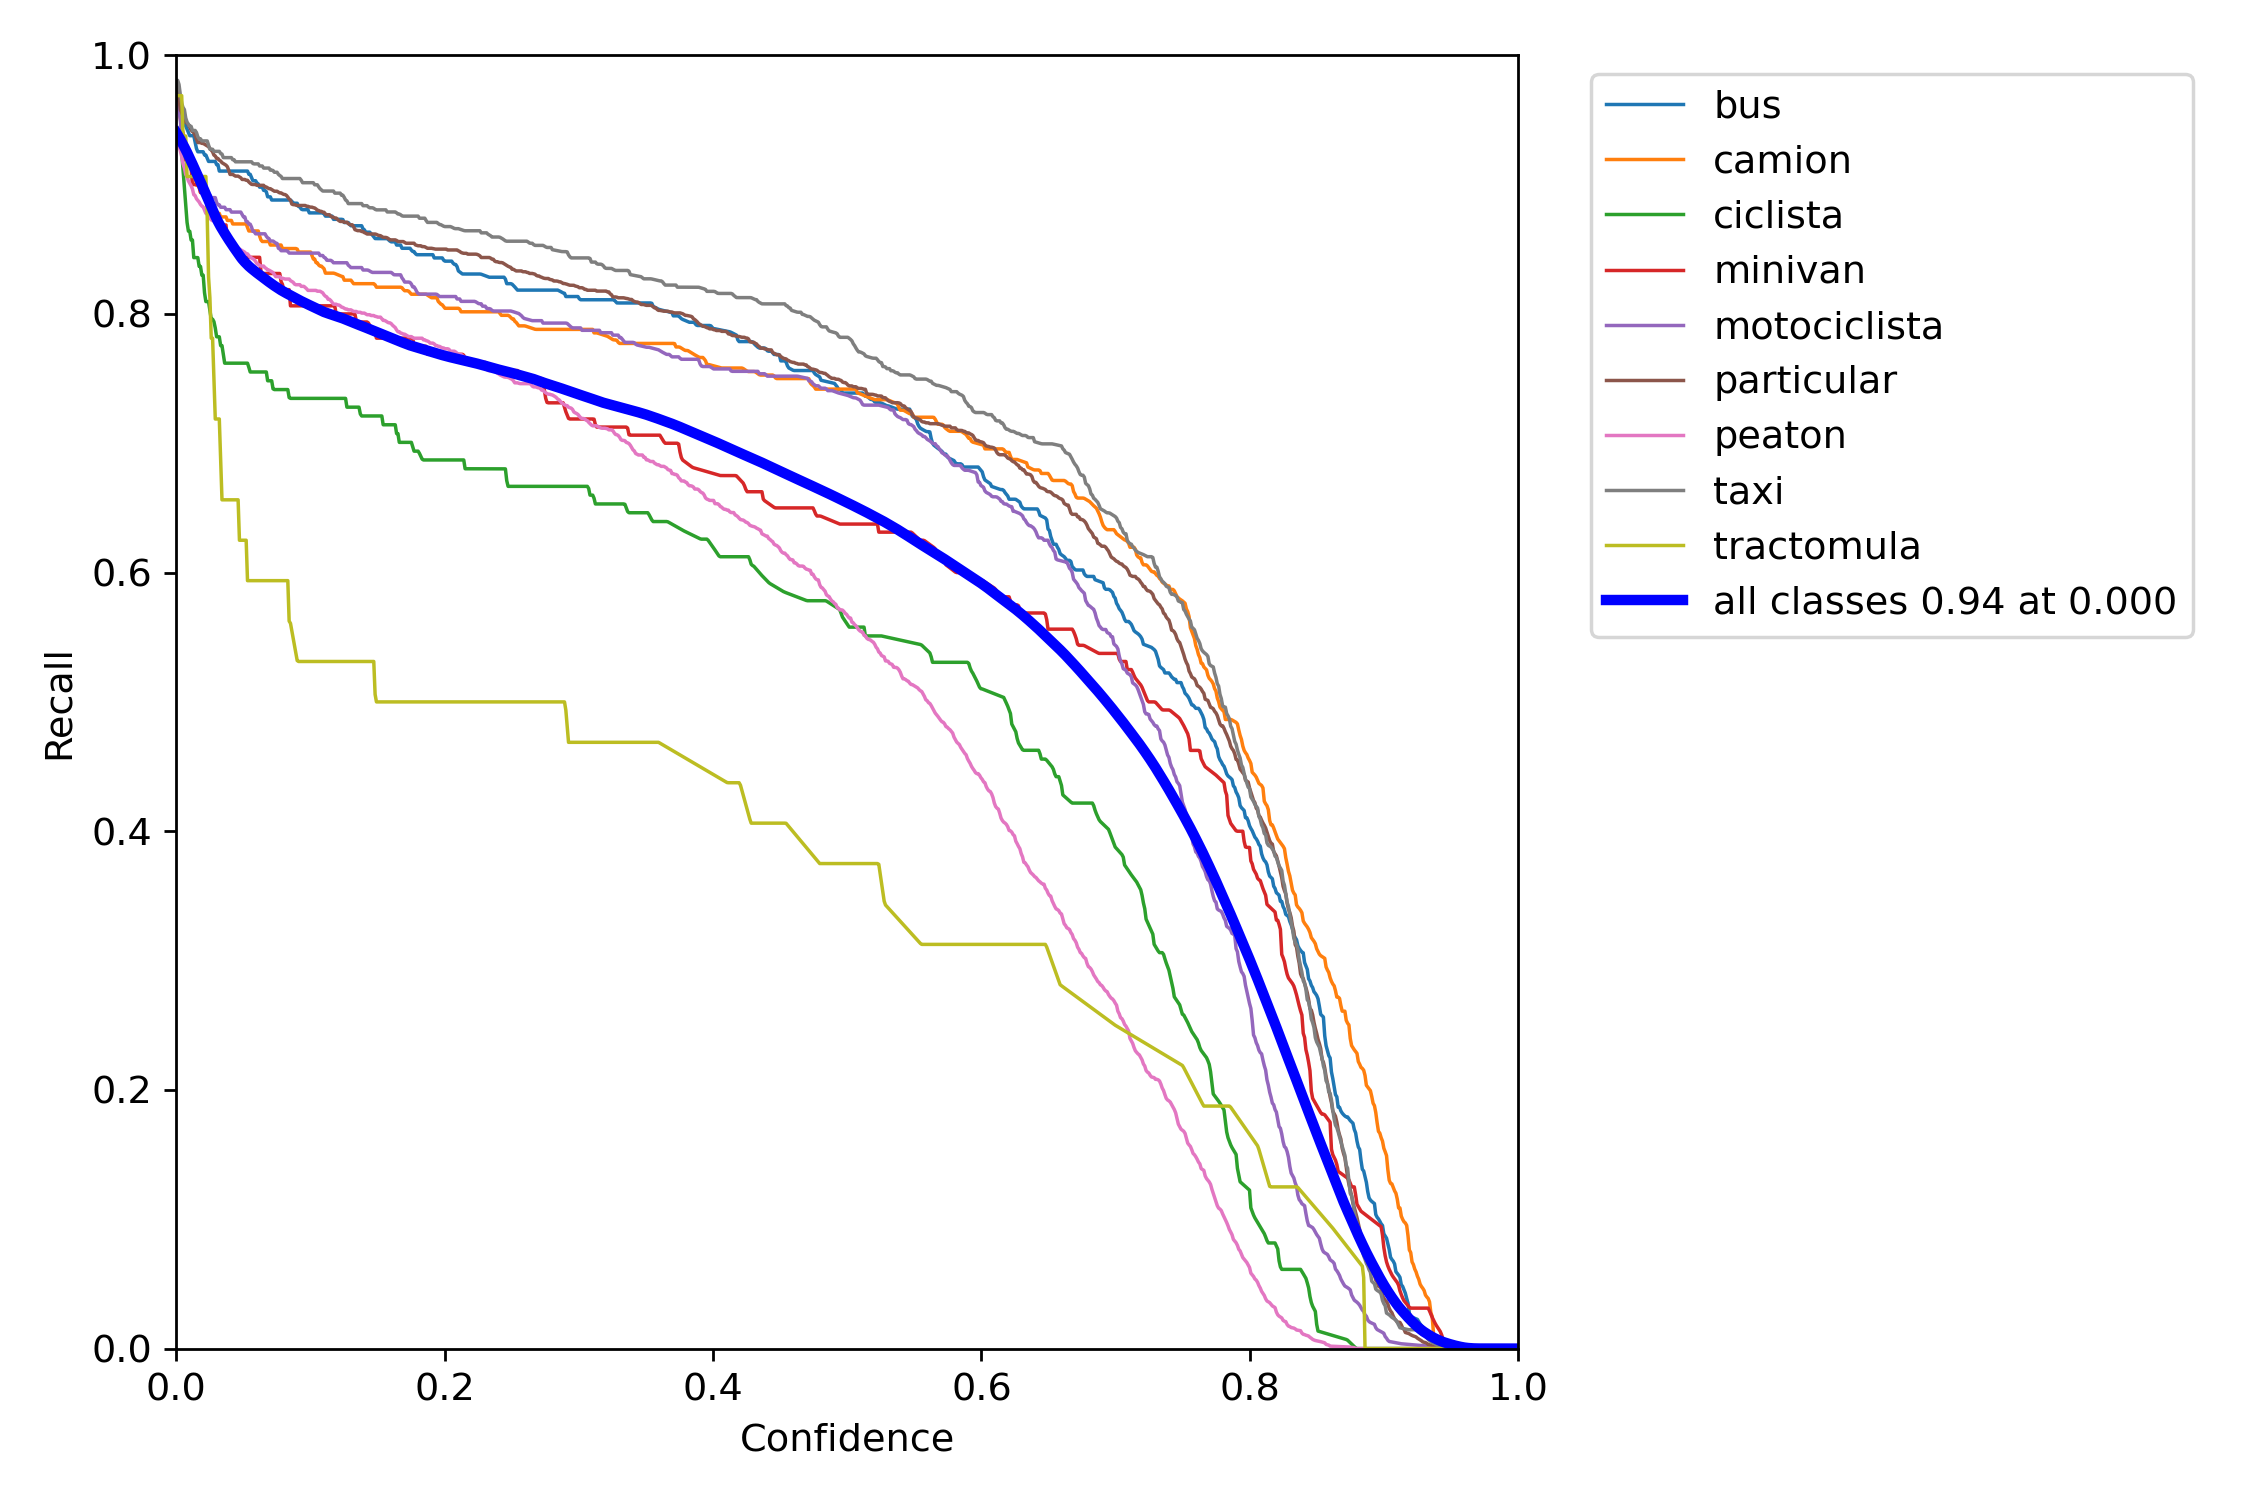 1.0
0.8
0.6
0.4
0.2
0.0
Recall
0.0 0.2 0.4 0.6 0.8 1.0
Confidence
bus
camion
ciclista
minivan
motociclista
particular
peaton
taxi
tractomula
all classes 0.94 at 0.000